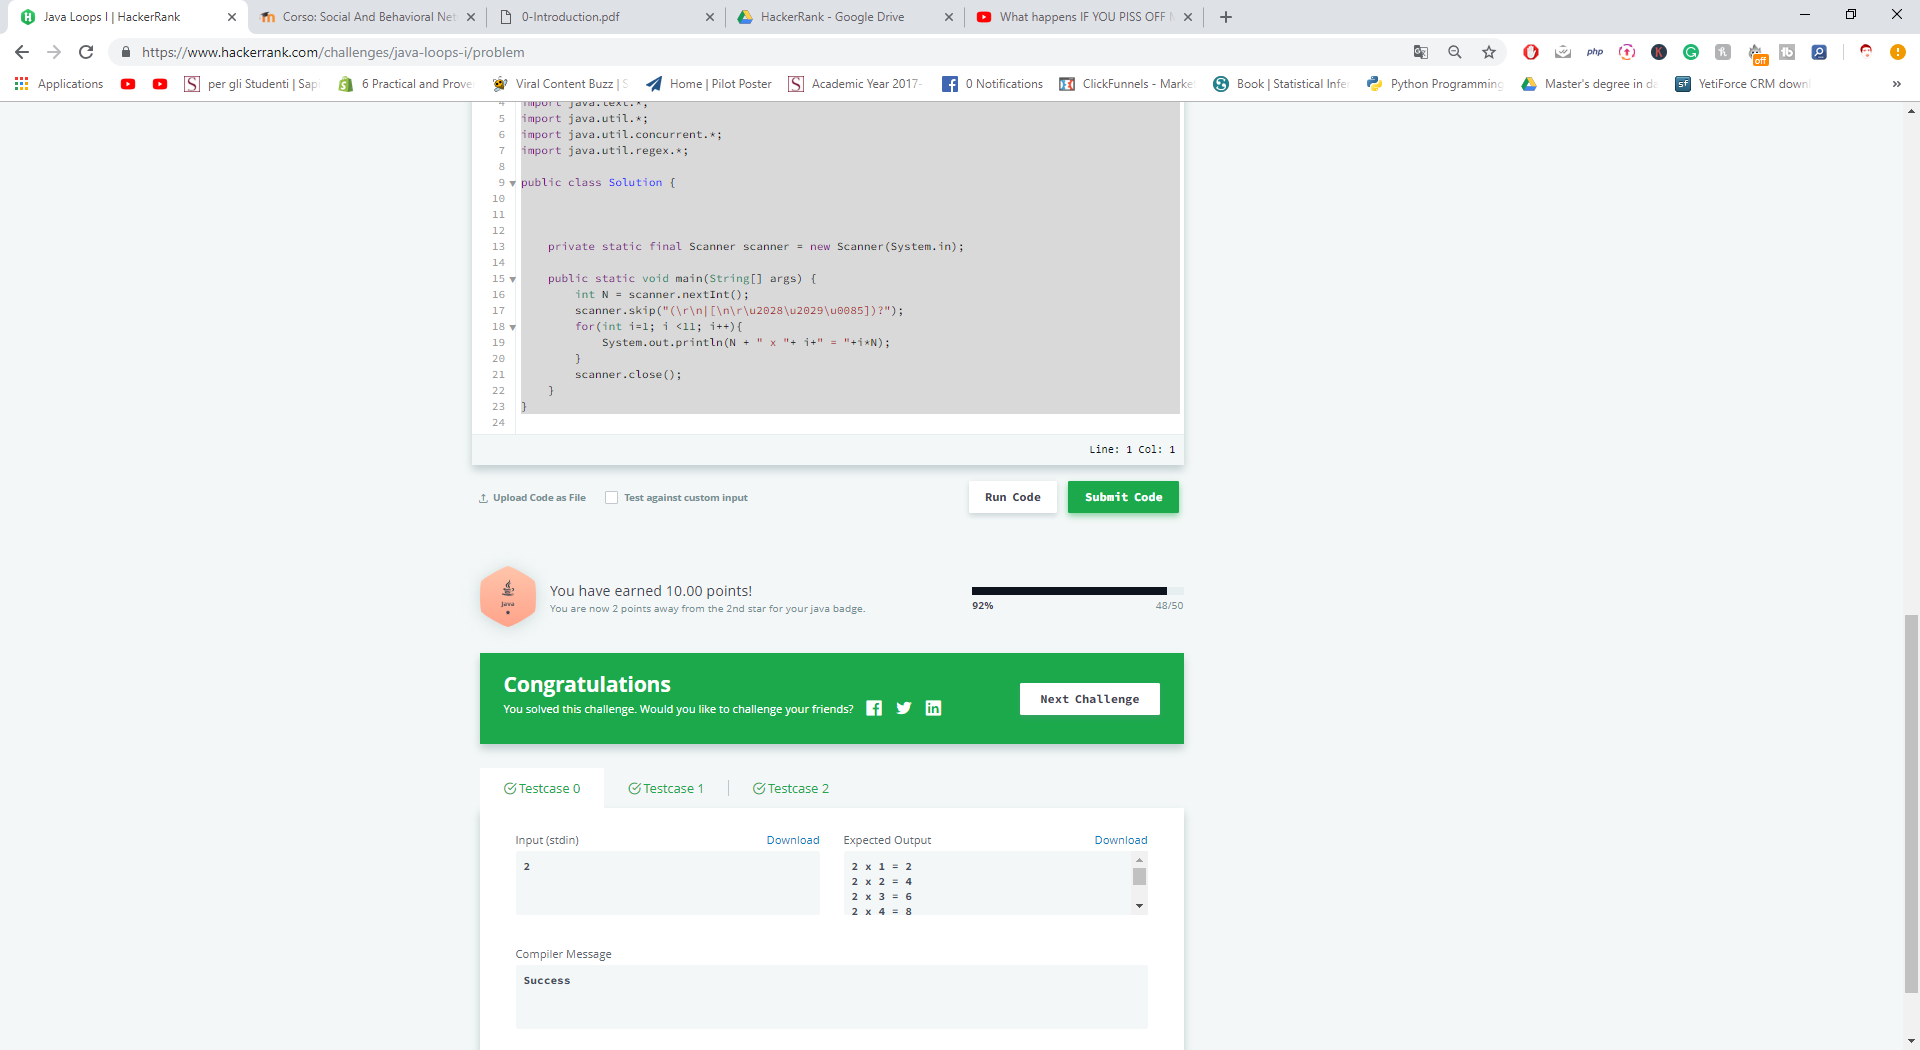 Java Loops I | HackerRank
Corso: Social And Behavioral Net
0-Introduction.pdf
HackerRank - Google Drive
What happens IF YOU PISS OFF
https://www.hackerrank.com/challenges/java-loops-i/problem
php
off
Applications
per gli Studenti | Sap
6 Practical and Prove
Viral Content Buzz | S
Home | Pilot Poster
Academic Year 2017-
0 Notifications
ClickFunnels - Marke
Book | Statistical Infe
Python Programming
Master's degree in da
YetiForce CRM down
4 import java.text.*;
5 import java.util.*;
6 import java.util.concurrent.*;
7 import java.util.regex.*;
8
9 public class Solution {
10
11
12
13 private static final Scanner scanner = new Scanner(System.in);
14
15 public static void main(String[] args) {
16 int N = scanner.nextInt();
17 scanner.skip("(\r\n|[\n\r\u2028\u2029\u0085])?");
18 for(int i=1; i <11; i++){
19 System.out.println(N + " x "+ i+" = "+i*N);
20 }
21 scanner.close();
22 }
23 }
24
Line: 1 Col: 1
Upload Code as File
Test against custom input
Run Code
Submit Code
Java
You have earned 10.00 points!
You are now 2 points away from the 2nd star for your java badge.
92%
48/50
Congratulations
You solved this challenge. Would you like to challenge your friends?
Next Challenge
Testcase 0
Testcase 1
Testcase 2
Input (stdin)
Download
Expected Output
Download
2
2 x 1 = 2
2 x 2 = 4
2 x 3 = 6
2 x 4 = 8
Compiler Message
Success